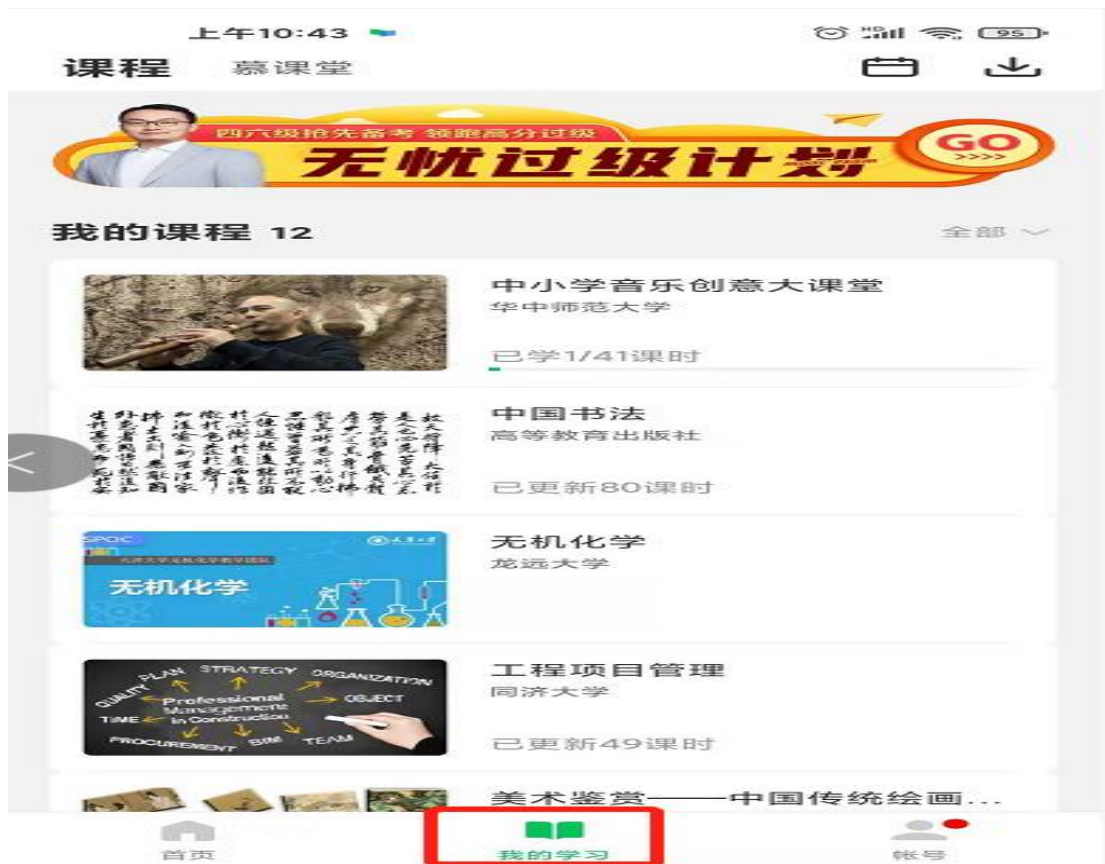 上午10:43
HD
95
课程 慕课堂
四六级抢先备考 领跑高分过级
无忧过级计划
GO
>>>>
我的课程 12
全部
中小学音乐创意大课堂
华中师范大学
已学1/41课时
中国书法
高等教育出版社
已更新80课时
SPOC
无机化学
无机化学
龙远大学
PLAN STRATEGY ORGANIZATION
QUALITY
Professional
Management
in Construction
OBJECT
TIME
PROCUREMENT BIM TEAM
工程项目管理
同济大学
已更新49课时
美术鉴赏——中国传统绘画...
首页 我的学习 帐号